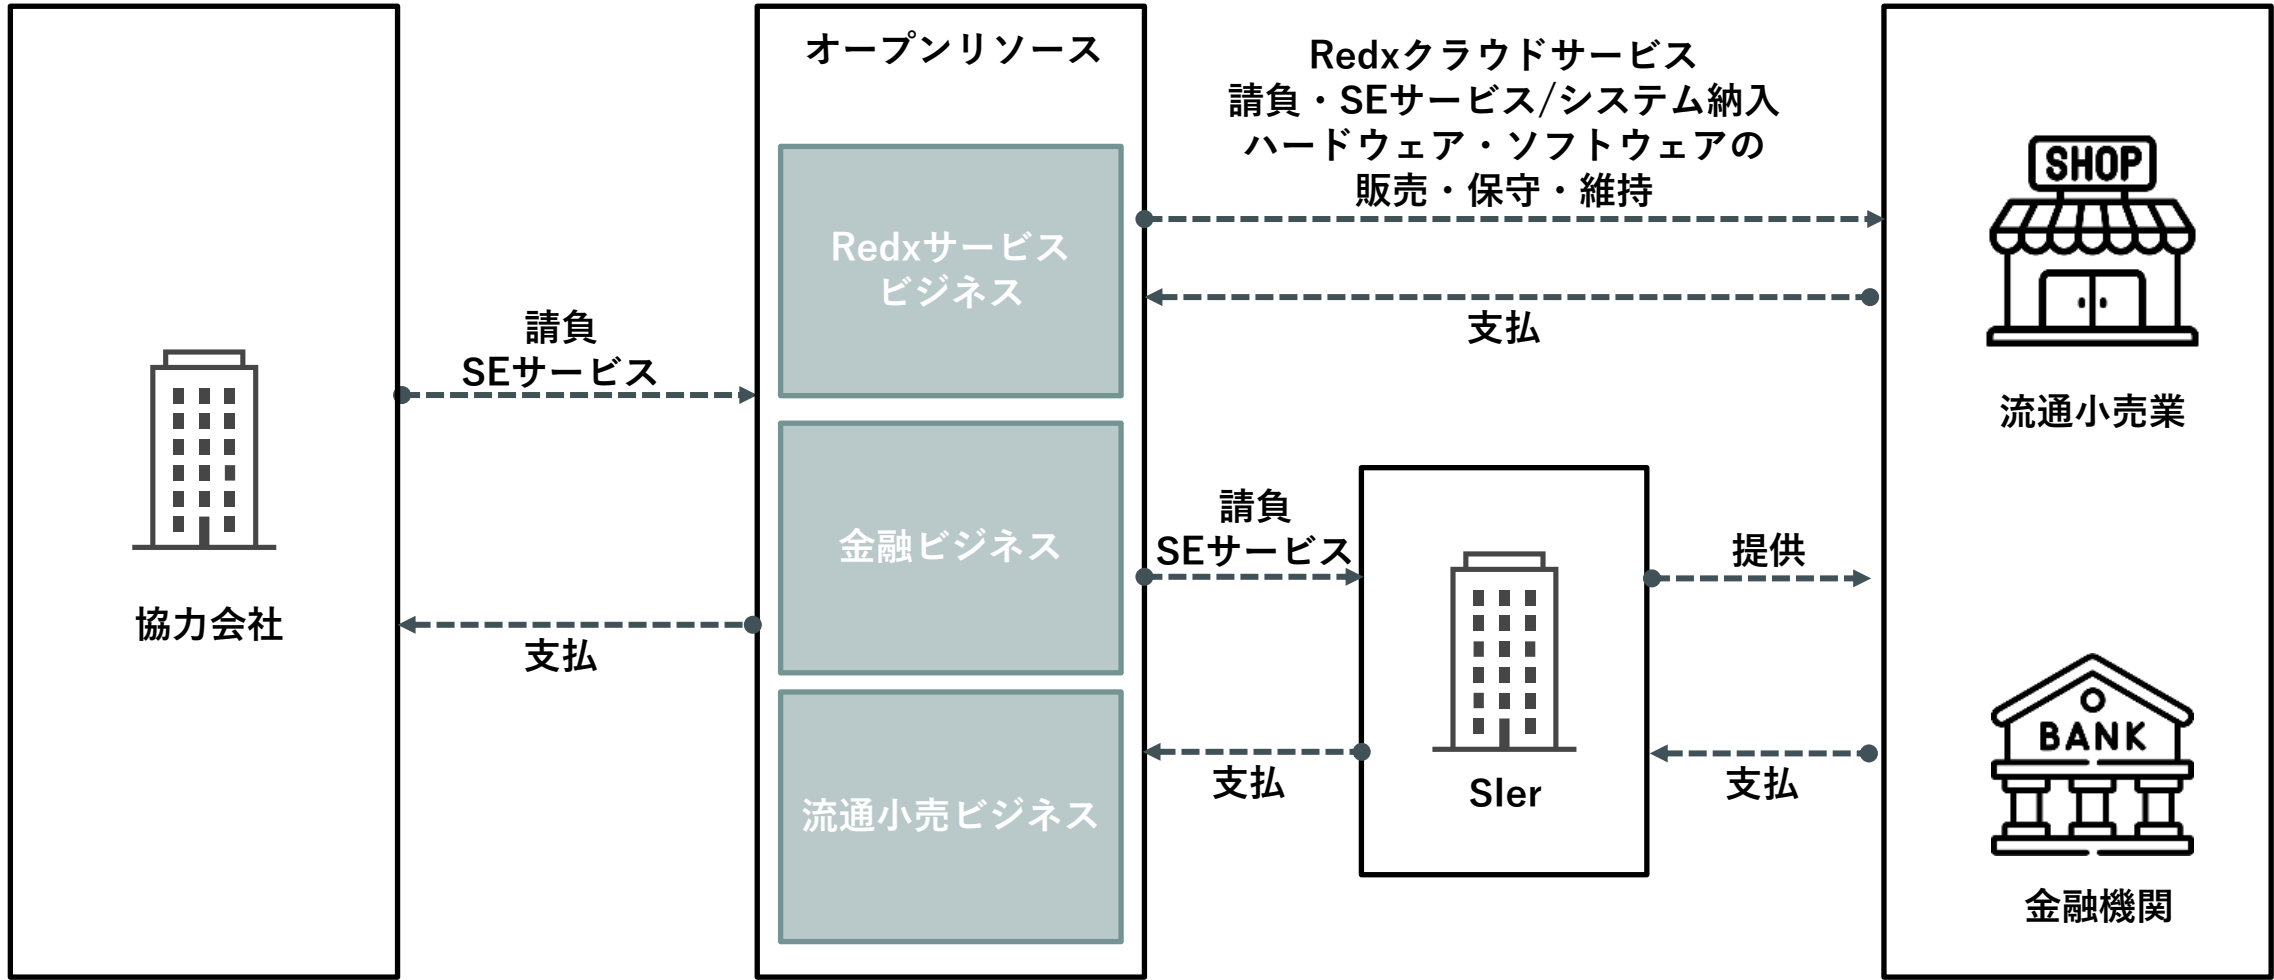 オープンリソース
Redxクラウドサービス
請負・SEサービス/システム納入
ハードウェア・ソフトウェアの
販売・保守・維持
SHOP
Redxサービス
ビジネス
支払
請負
SEサービス
流通小売業
請負
SEサービス
提供
金融ビジネス
協力会社
支払
BANK
支払
SIer
支払
流通小売ビジネス
金融機関